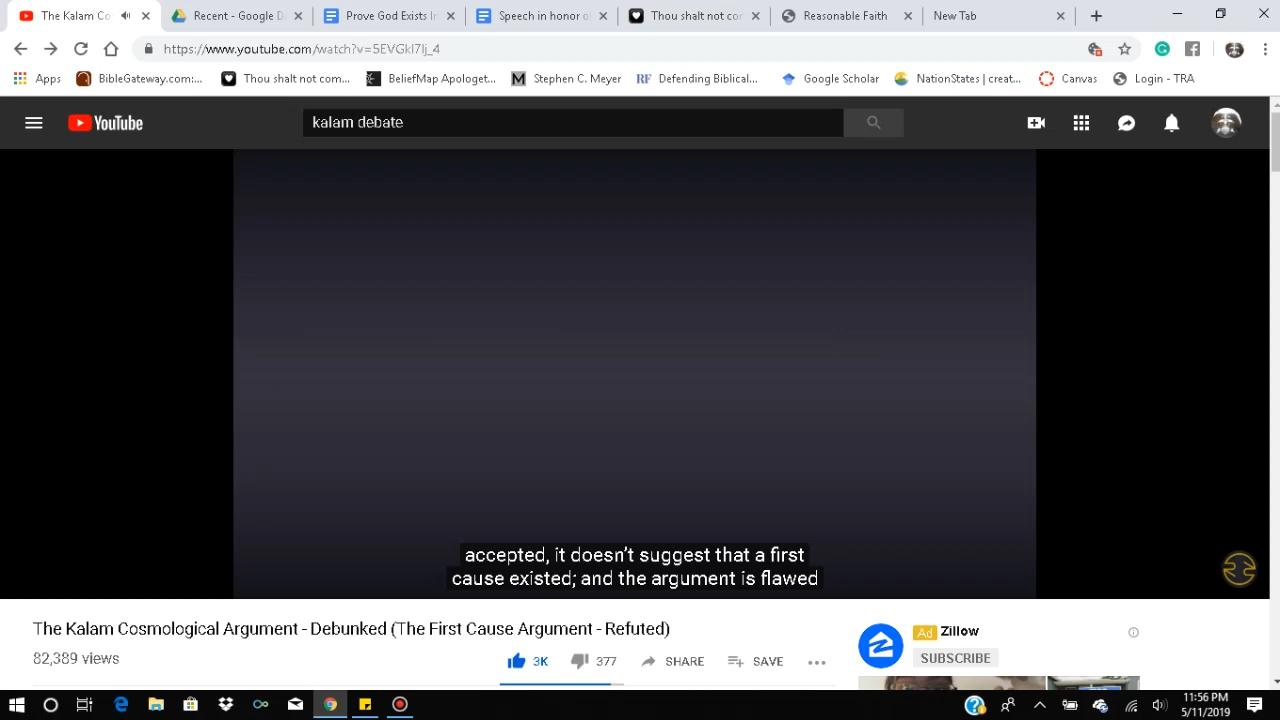 The Kalam Co
Recent - Google D
Prove God Exists In
Speech in honor of
Thou shalt not co
Reasonable Faith
New Tab
https://www.youtube.com/watch?v=5EVGkI7Ij_4
Apps
BibleGateway.com:...
Thou shalt not com...
BeliefMap Apologet...
M
Stephen C. Meyer
RF
Defending Biblical...
Google Scholar
NationStates | creat...
Canvas
Login - TRA
YouTube
kalam debate
accepted, it doesn't suggest that a first
cause existed; and the argument is flawed
The Kalam Cosmological Argument - Debunked (The First Cause Argument - Refuted)
82,389 views
3K
377
SHARE
SAVE
Ad Zillow
SUBSCRIBE
11:56 PM
5/11/2019